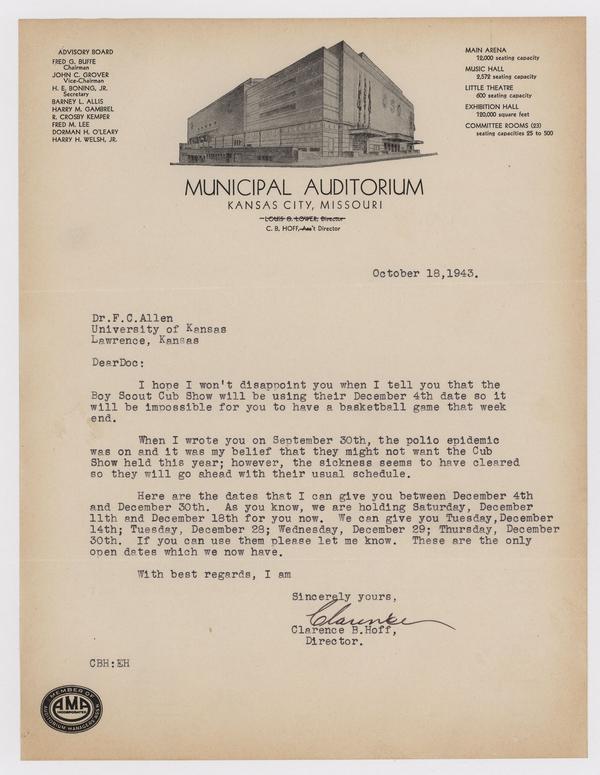 ADVISORY BOARD
FRED G. BUFFE
Chairman
JOHN C. GROVER
Vice-Chairman
H. E. BONING, JR.
Secretary
BARNEY L. ALLIS
HARRY M. GAMBREL
R. CROSBY KEMPER
FRED M. LEE
DORMAN H. O'LEARY
HARRY H. WELSH, JR.
MAIN ARENA
12,000 seating capacity
MUSIC HALL
2,572 seating capacity
LITTLE THEATRE
600 seating capacity
EXHIBITION HALL
120,000 square feet
COMMITTEE ROOMS (23)
seating capacities 25 to 500
MUNICIPAL AUDITORIUM
KANSAS CITY, MISSOURI
LOUIS B. LOWER, Director
C. B. HOFF, Ass't Director
October 18,1943.
Dr.F.C.Allen
University of Kansas
Lawrence, Kansas
DearDoc:
I hope I won't disappoint you when I tell you that the
Boy Scout Cub Show will be using their December 4th date so it
will be impossible for you to have a basketball game that week
end.
When I wrote you on September 30th, the polio epidemic
was on and it was my belief that they might not want the Cub
Show held this year; however, the sickness seems to have cleared
so they will go ahead with their usual schedule.
Here are the dates that I can give you between December 4th
and December 30th. As you know, we are holding Saturday, December
11th and December 18th for you now. We can give you Tuesday,December
14th; Tuesday, December 28; Wednesday, December 29; Thursday, December
30th. If you can use them please let me know. These are the only
open dates which we now have.
With best regards, I am
Sincerely yours,
Clarence
Clarence B.Hoff,
Director.
CBH:EH
MEMBER OF
AMA
INCORPORATED
AUDITORIUM MANAGERS ASSN